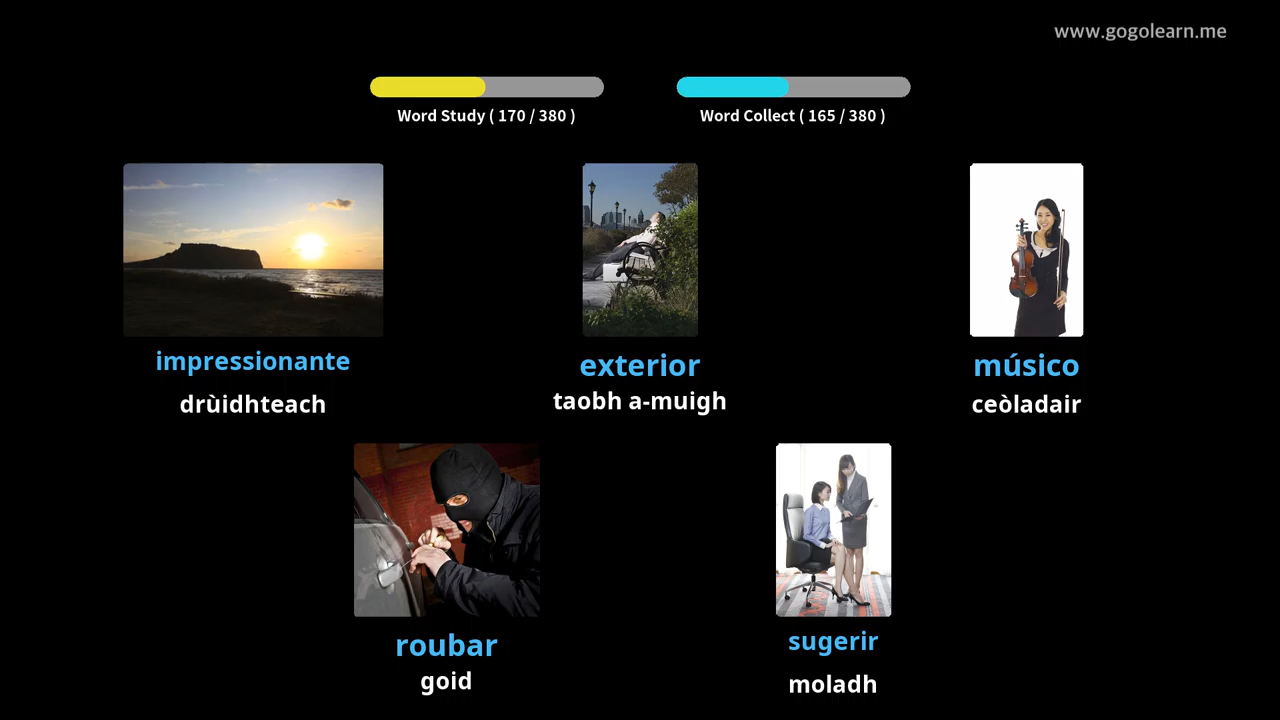 www.gogolearn.me
Word Study ( 170 / 380 )
Word Collect ( 165 / 380 )
impressionante
drùidhteach
exterior
taobh a-muigh
músico
ceòladair
roubar
goid
sugerir
moladh